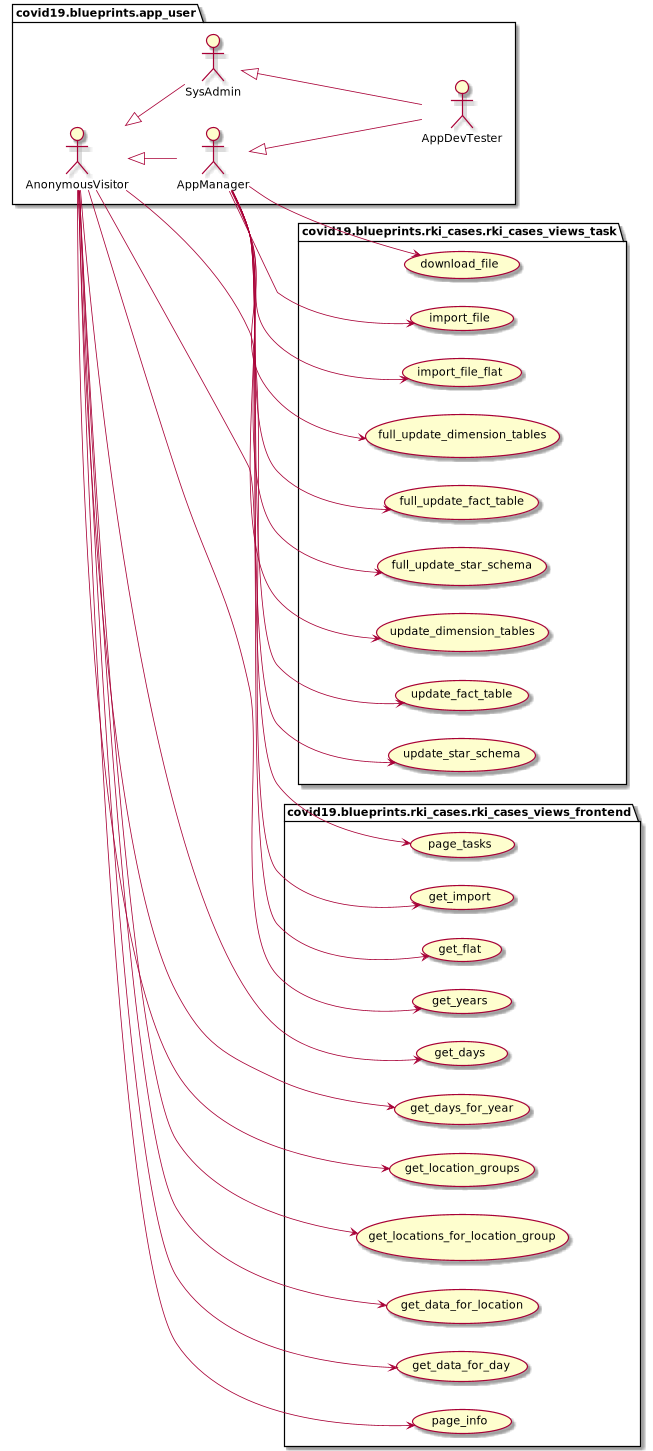 covid19.blueprints.app_user
SysAdmin
AppDevTester
AnonymousVisitor
AppManager
covid19.blueprints.rki_cases.rki_cases_views_task
download_file
import_file
import_file_flat
full_update_dimension_tables
full_update_fact_table
full_update_star_schema
update_dimension_tables
update_fact_table
update_star_schema
covid19.blueprints.rki_cases.rki_cases_views_frontend
page_tasks
get_import
get_flat
get_years
get_days
get_days_for_year
get_location_groups
get_locations_for_location_group
get_data_for_location
get_data_for_day
page_info